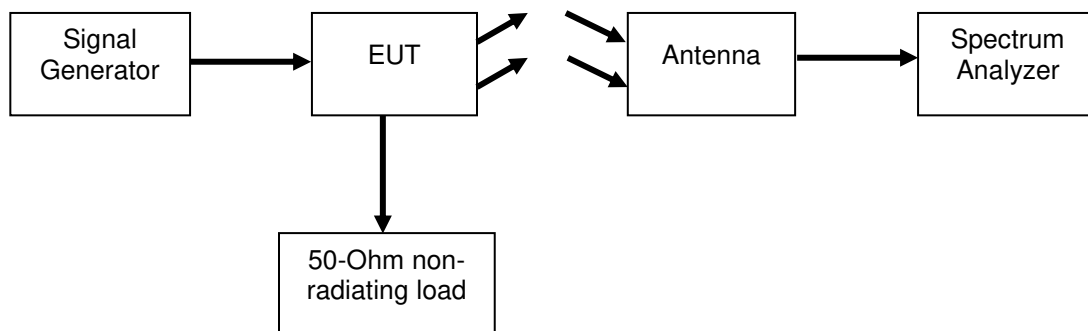 Signal
Generator
EUT
Antenna
Spectrum
Analyzer
50-Ohm non-
radiating load